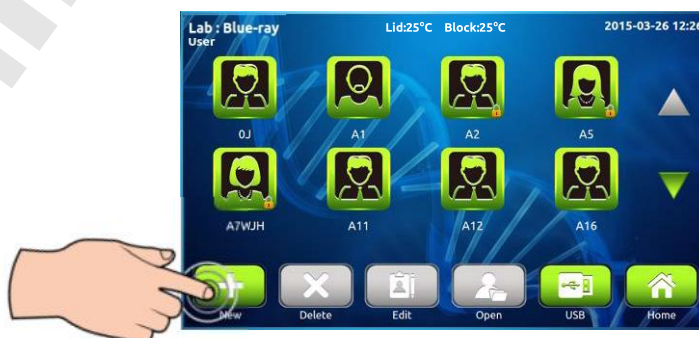 Lab : Blue-ray Lid:25°C Block:25°C 2015-03-26 12:26
User
0J A1 A2 A5
A7WJH A11 A12 A16
New Delete Edit Open USB Home